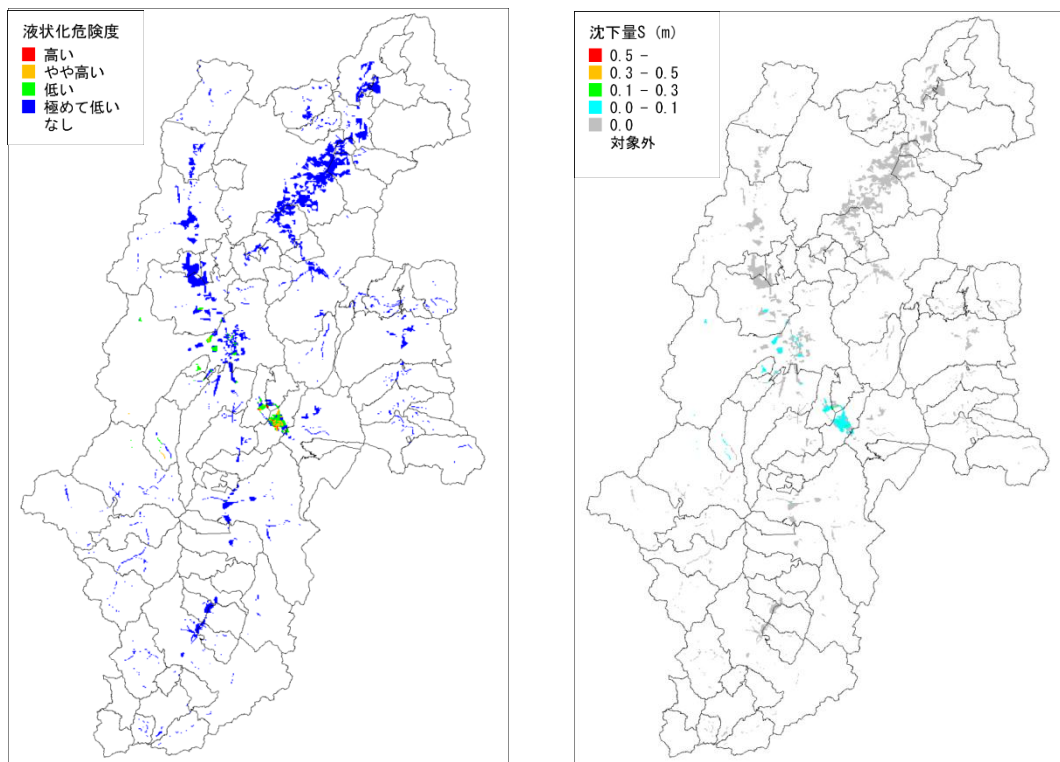 液状化危険度
高い
やや高い
低い
極めて低い
なし
沈下量S (m)
0.5 -
0.3 - 0.5
0.1 - 0.3
0.0 - 0.1
0.0
対象外